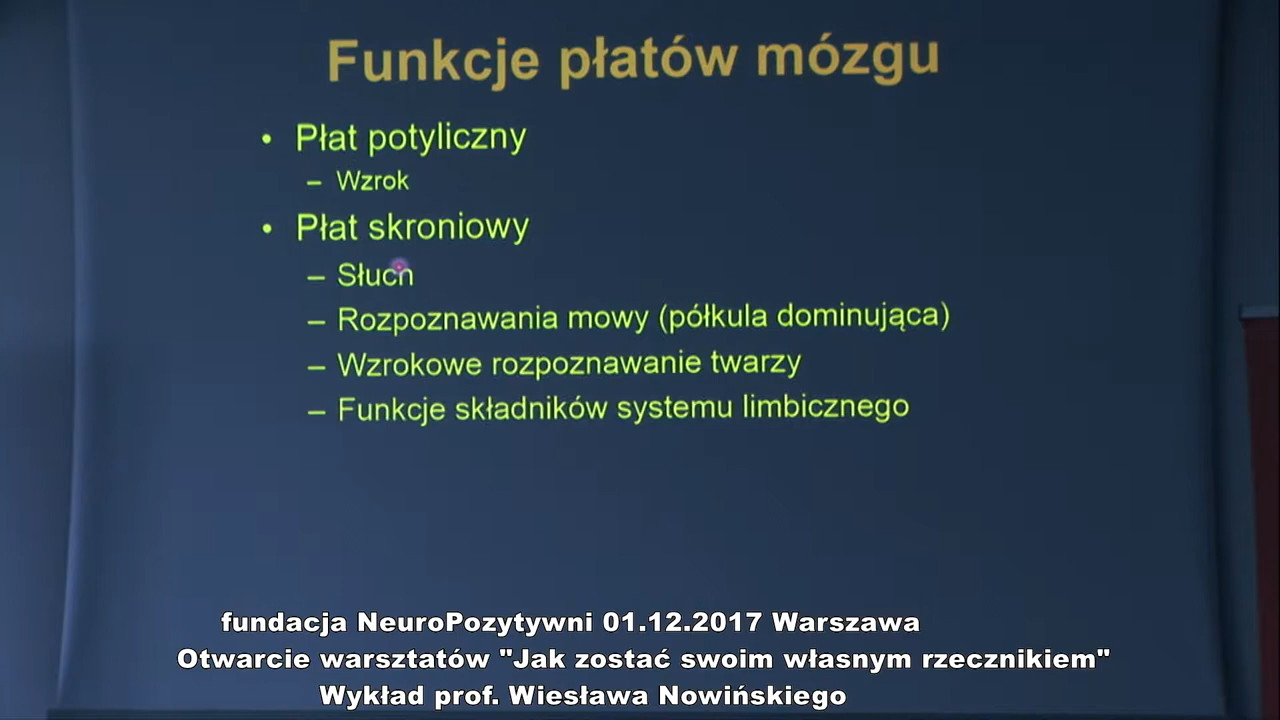 Funkcje płatów mózgu
• Płat potyliczny
– Wzrok
• Płat skroniowy
– Słuch
– Rozpoznawania mowy (półkula dominująca)
– Wzrokowe rozpoznawanie twarzy
– Funkcje składników systemu limbicznego
fundacja NeuroPozytywni 01.12.2017 Warszawa
Otwarcie warsztatów "Jak zostać swoim własnym rzecznikiem"
Wykład prof. Wiesława Nowińskiego